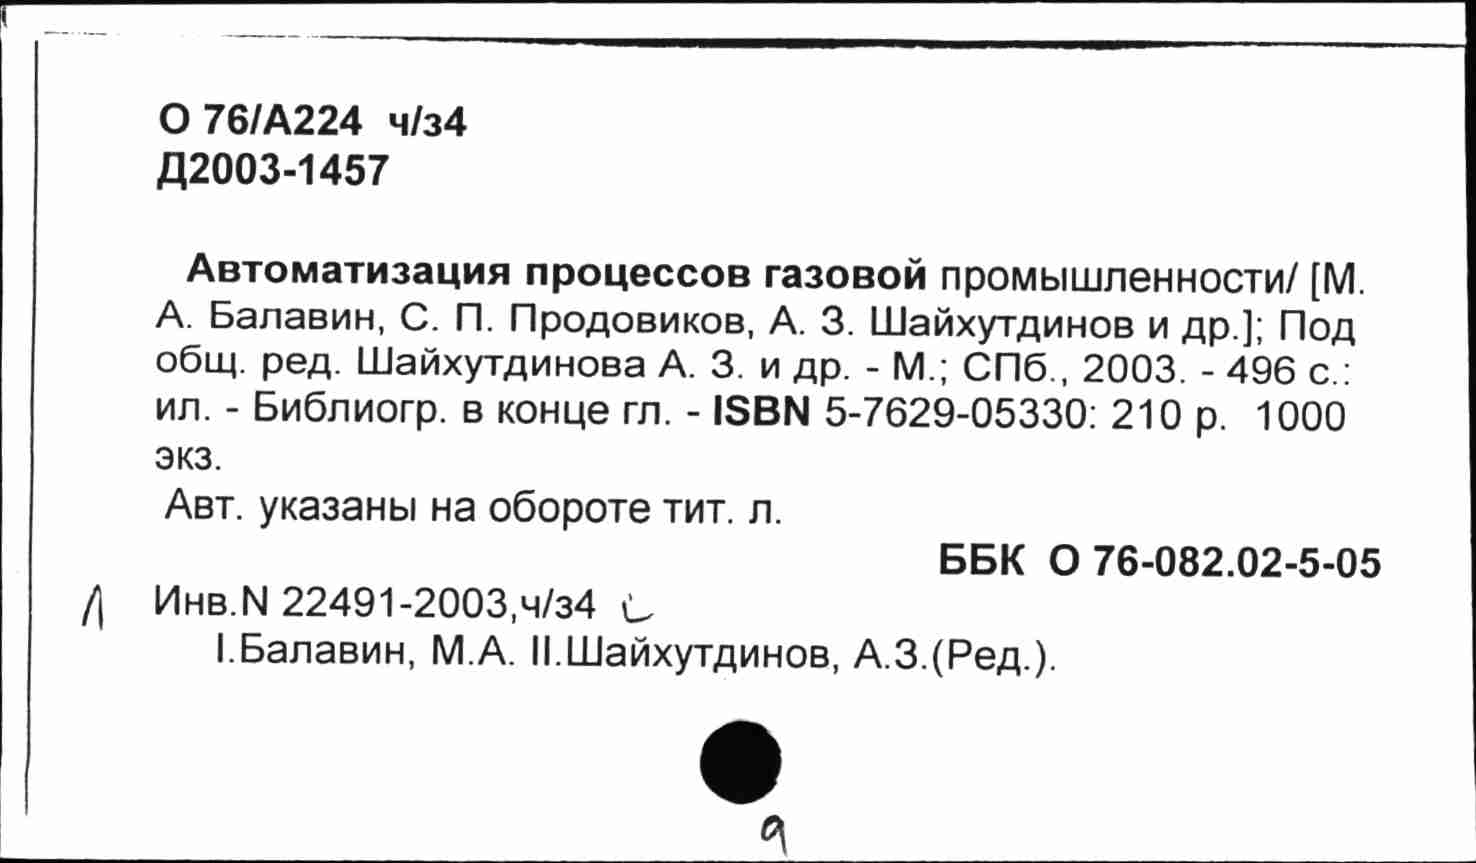 О 76/А224 ч/з4
Д2003-1457
Автоматизация процессов газовой промышленности/ [М.
А. Балавин, С. П. Продовиков, А. З. Шайхутдинов и др.]; Под
общ. ред. Шайхутдинова А. З. и др. - М.; СПб., 2003. - 496 с.:
ил. - Библиогр. в конце гл. - ISBN 5-7629-05330: 210 р. 1000
экз.
Авт. указаны на обороте тит. л.
ББК О 76-082.02-5-05
Инв.N 22491-2003,ч/з4
I.Балавин, М.А. II.Шайхутдинов, А.З.(Ред.).